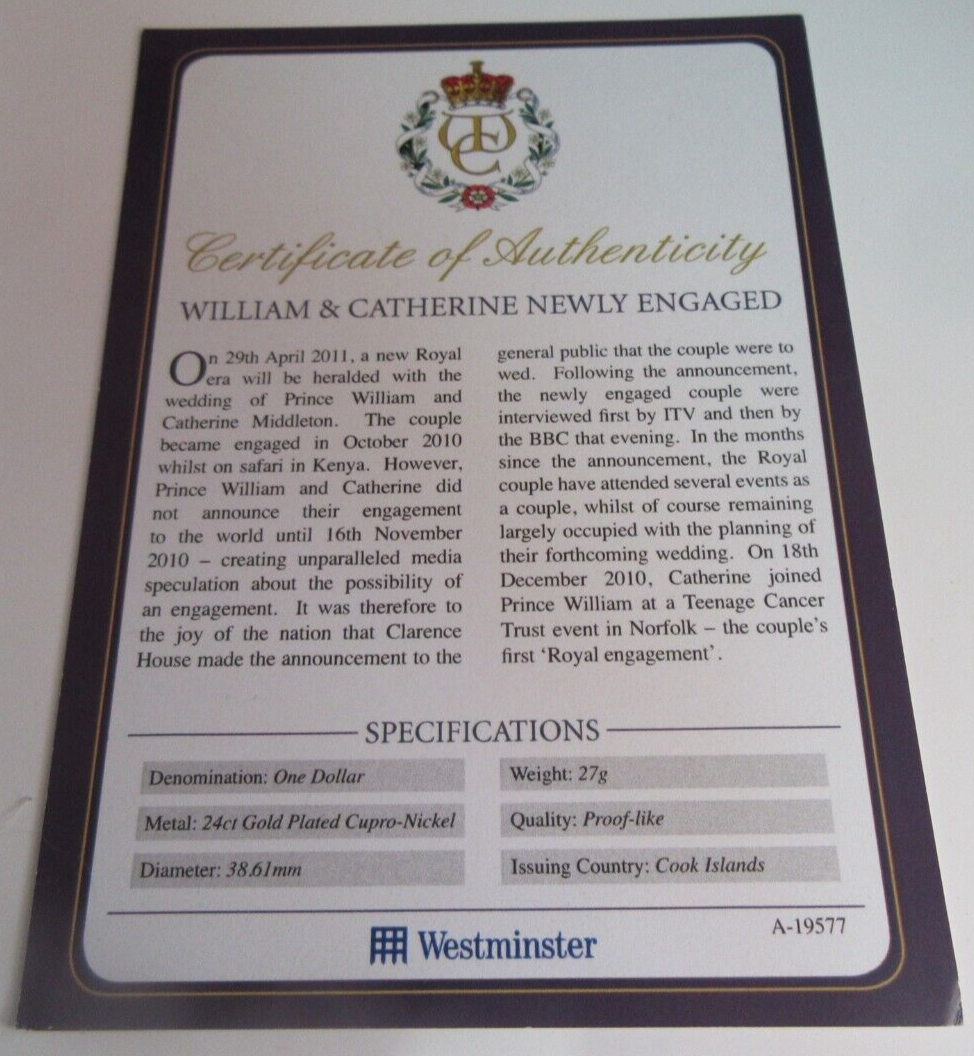 Certificate of Authenticity
WILLIAM & CATHERINE NEWLY ENGAGED
On 29th April 2011, a new Royal
era will be heralded with the
wedding of Prince William and
Catherine Middleton. The couple
became engaged in October 2010
whilst on safari in Kenya. However,
Prince William and Catherine did
not announce their engagement
to the world until 16th November
2010 – creating unparalleled media
speculation about the possibility of
an engagement. It was therefore to
the joy of the nation that Clarence
House made the announcement to the
general public that the couple were to
wed. Following the announcement,
the newly engaged couple were
interviewed first by ITV and then by
the BBC that evening. In the months
since the announcement, the Royal
couple have attended several events as
a couple, whilst of course remaining
largely occupied with the planning of
their forthcoming wedding. On 18th
December 2010, Catherine joined
Prince William at a Teenage Cancer
Trust event in Norfolk – the couple's
first 'Royal engagement'.
SPECIFICATIONS
Denomination: One Dollar
Metal: 24ct Gold Plated Cupro-Nickel
Diameter: 38.61mm
Weight: 27g
Quality: Proof-like
Issuing Country: Cook Islands
Westminster
A-19577